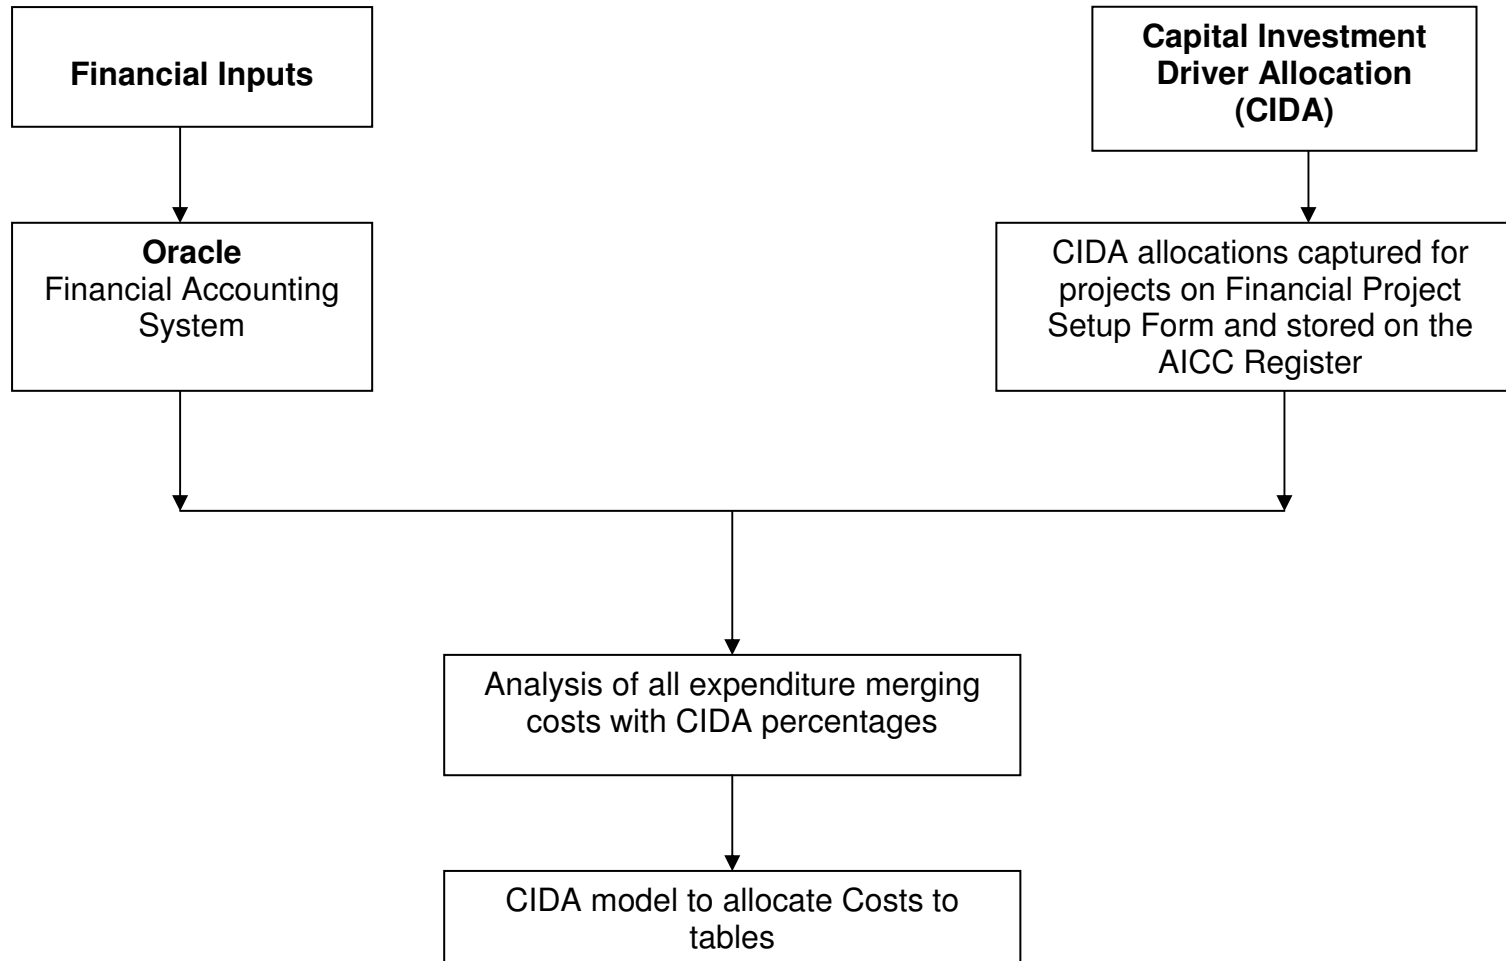 Financial Inputs
Capital Investment
Driver Allocation
(CIDA)
Oracle
Financial Accounting
System
CIDA allocations captured for
projects on Financial Project
Setup Form and stored on the
AICC Register
Analysis of all expenditure merging
costs with CIDA percentages
CIDA model to allocate Costs to
tables